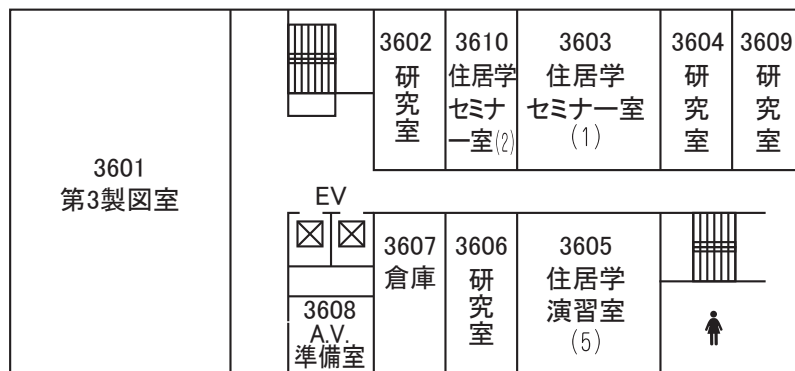 3601
第3製図室
3602
研
究
室
3610
住居学
セミナ
ー室(2)
3603
住居学
セミナー室
(1)
3604
研
究
室
3609
研
究
室
EV
3608
A.V.
準備室
3607
倉庫
3606
研
究
室
3605
住居学
演習室
(5)